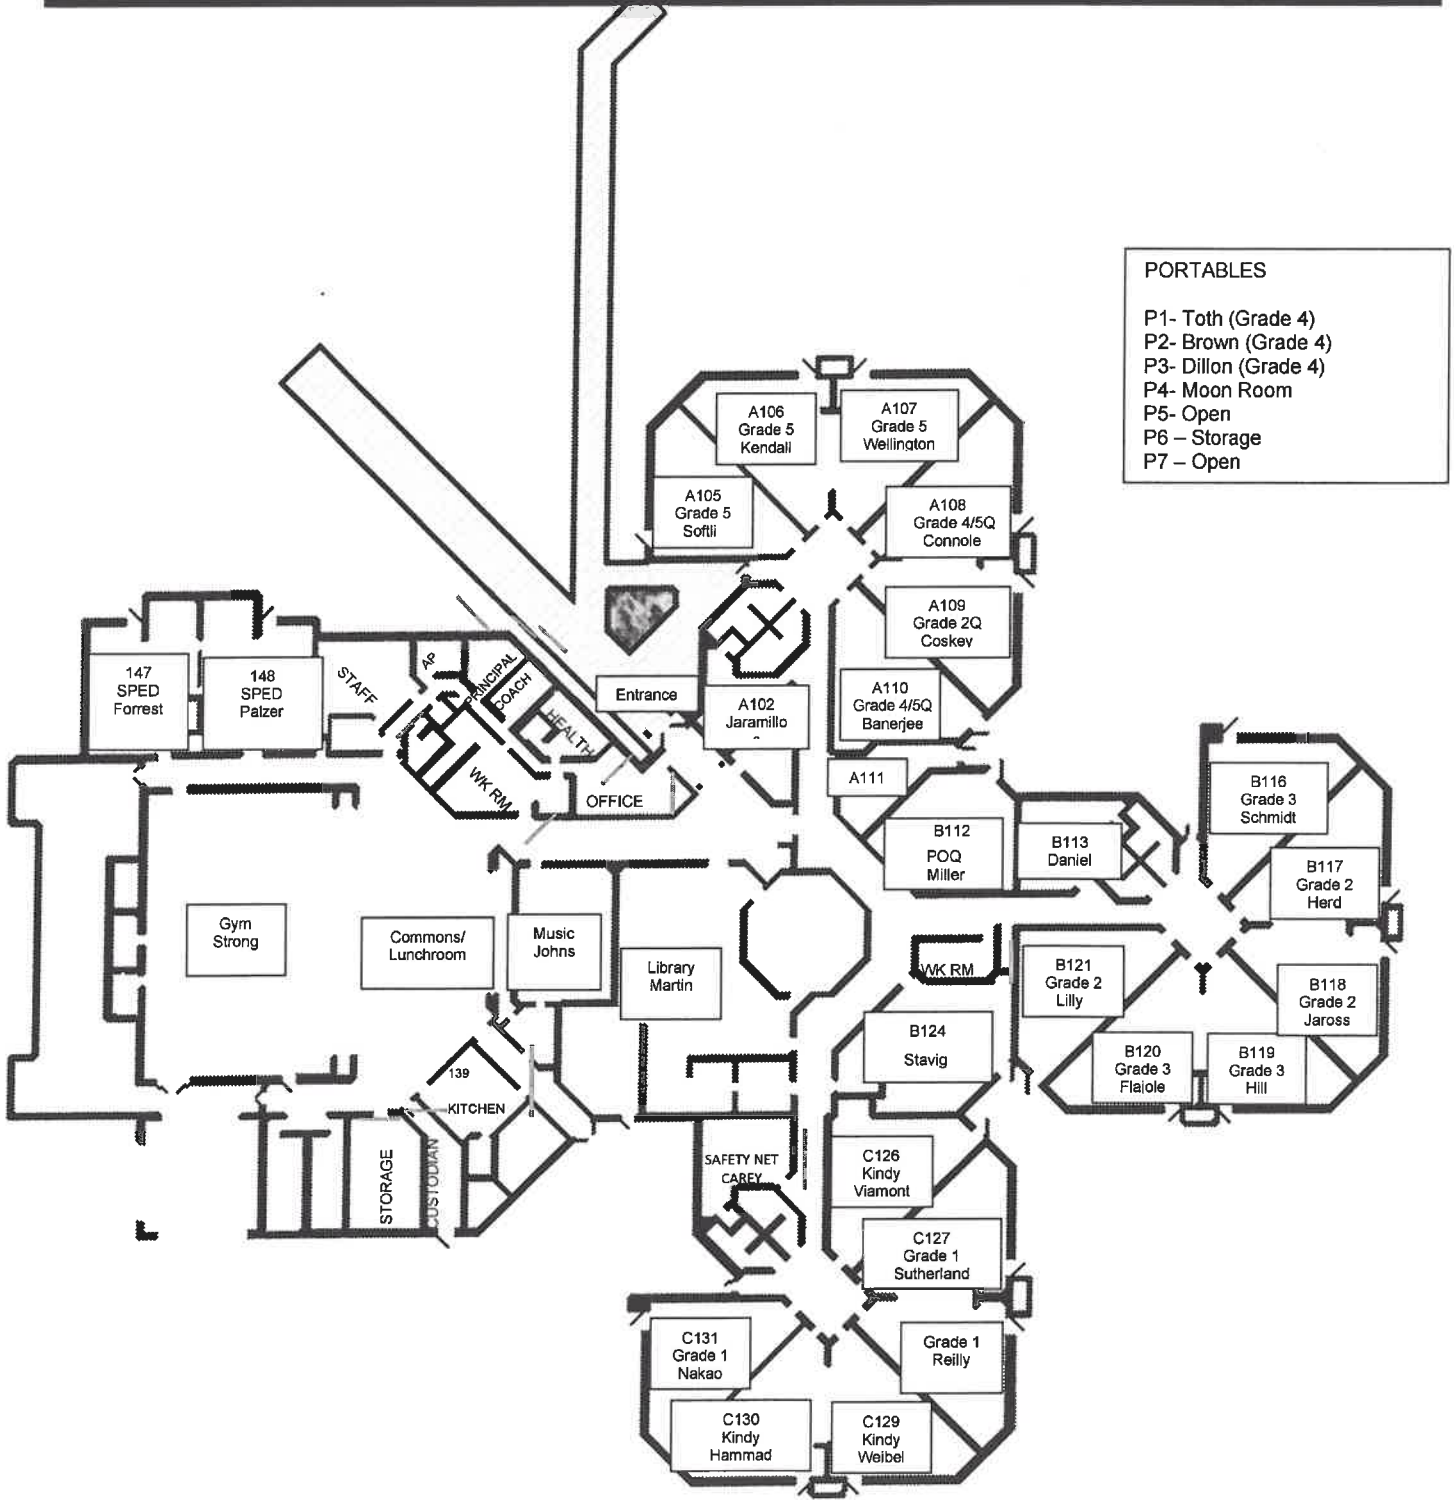 PORTABLES
P1- Toth (Grade 4)
P2- Brown (Grade 4)
P3- Dillon (Grade 4)
P4- Moon Room
P5- Open
P6 – Storage
P7 – Open
A106
Grade 5
Kendall
A107
Grade 5
Wellington
A105
Grade 5
Softli
A108
Grade 4/5Q
Connole
A109
Grade 2Q
Coskey
A110
Grade 4/5Q
Banerjee
147
SPED
Forrest
148
SPED
Palzer
STAFF
AP
PRINCIPAL
COACH
HEALTH
Entrance
A102
Jaramillo
WK RM
OFFICE
A111
B112
POQ
Miller
B113
Daniel
B116
Grade 3
Schmidt
B117
Grade 2
Herd
Gym
Strong
Commons/
Lunchroom
Music
Johns
Library
Martin
WK RM
B121
Grade 2
Lilly
B118
Grade 2
Jaross
B124
Stavig
B120
Grade 3
Flajole
B119
Grade 3
Hill
139
KITCHEN
STORAGE
CUSTODIAN
SAFETY NET
CAREY
C126
Kindy
Viamont
C127
Grade 1
Sutherland
C131
Grade 1
Nakao
Grade 1
Reilly
C130
Kindy
Hammad
C129
Kindy
Weibel